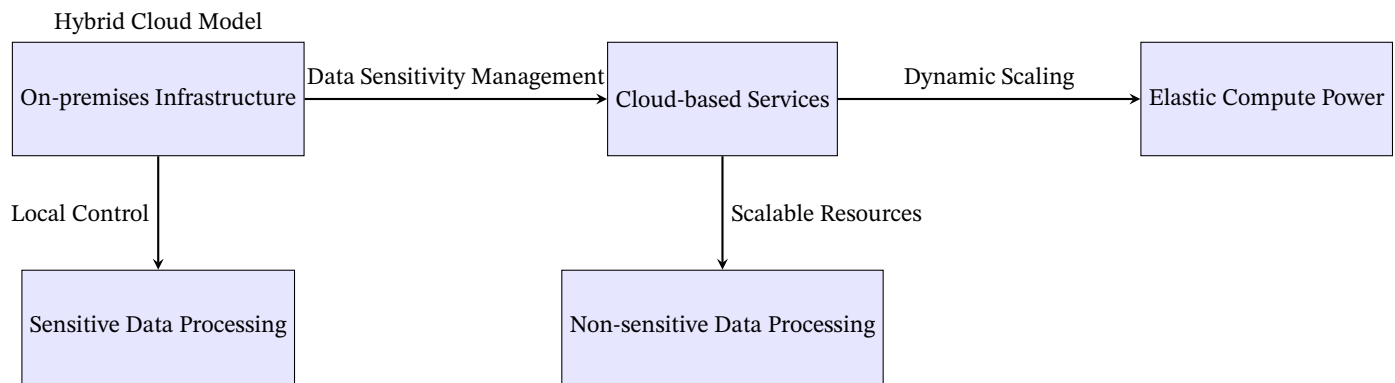 Hybrid Cloud Model
On-premises Infrastructure
Data Sensitivity Management
Cloud-based Services
Dynamic Scaling
Elastic Compute Power
Local Control
Scalable Resources
Sensitive Data Processing
Non-sensitive Data Processing